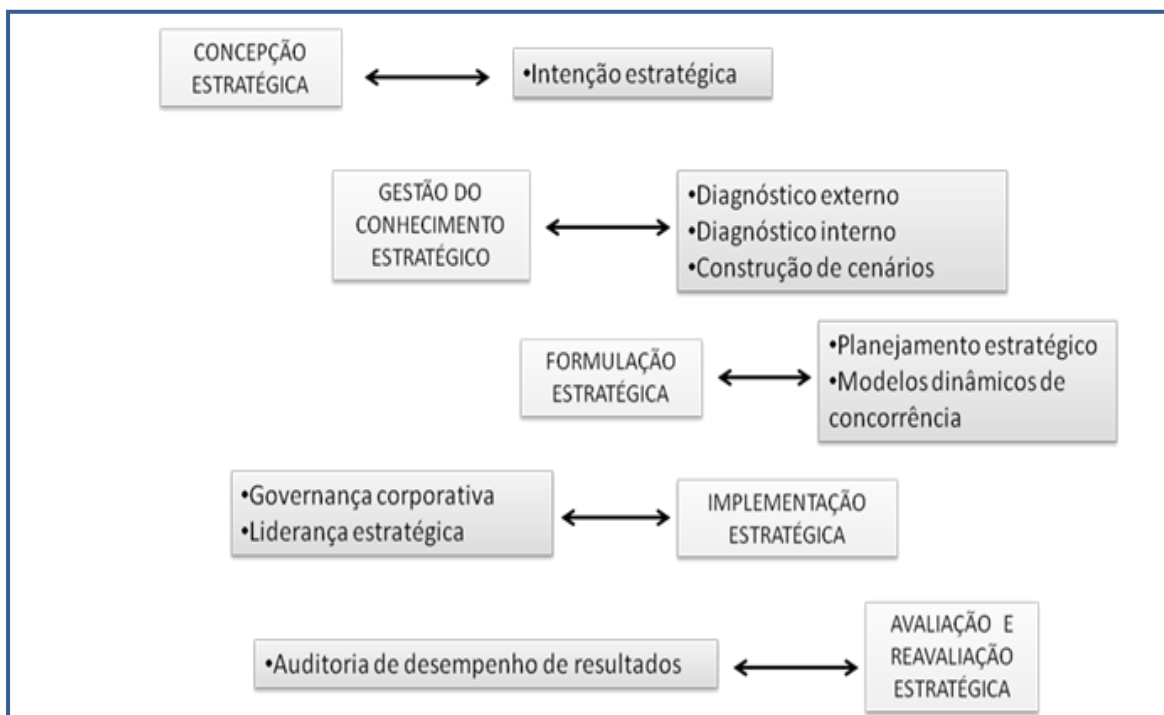 CONCEPÇÃO
ESTRATÉGICA
•Intenção estratégica
GESTÃO DO
CONHECIMENTO
ESTRATÉGICO
•Diagnóstico externo
•Diagnóstico interno
•Construção de cenários
FORMULAÇÃO
ESTRATÉGICA
•Planejamento estratégico
•Modelos dinâmicos de
concorrência
•Governança corporativa
•Liderança estratégica
IMPLEMENTAÇÃO
ESTRATÉGICA
•Auditoria de desempenho de resultados
AVALIAÇÃO E
REAVALIAÇÃO
ESTRATÉGICA